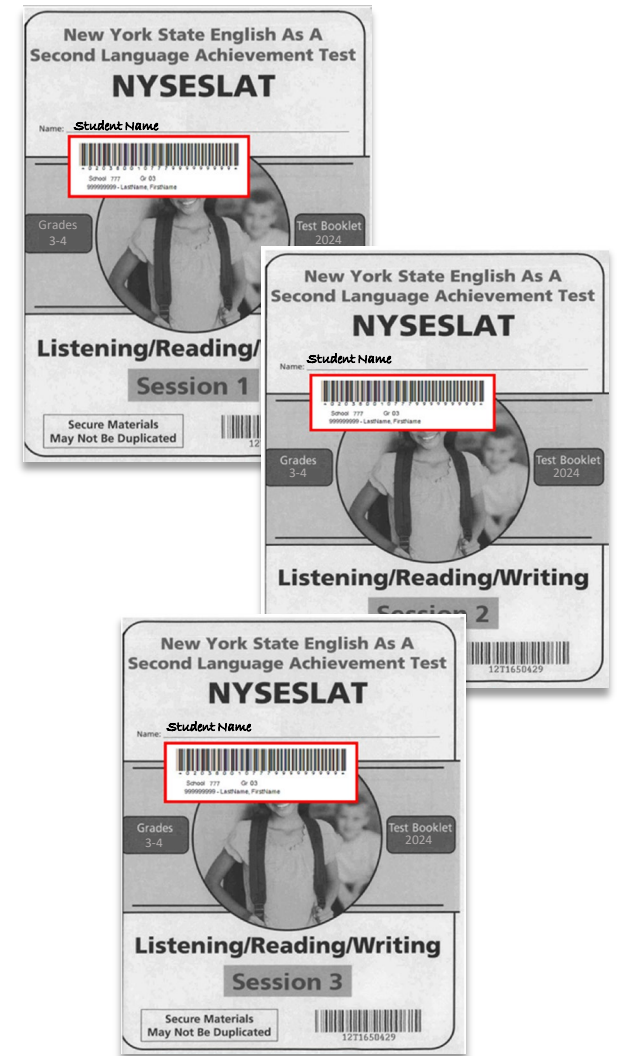 New York State English As A
Second Language Achievement Test
NYSESLAT
Name: Student Name
School 777 Gr 03
999999999 - LastName, FirstName
Grades
3-4
Test Booklet
2024
Listening/Reading/
Session 1
Secure Materials
May Not Be Duplicated
12
New York State English As A
Second Language Achievement Test
NYSESLAT
Name: Student Name
School 777 Gr 03
999999999 - LastName, FirstName
Grades
3-4
Test Booklet
2024
Listening/Reading/Writing
Session 2
12T1650429
New York State English As A
Second Language Achievement Test
NYSESLAT
Name: Student Name
School 777 Gr 03
999999999 - LastName, FirstName
Grades
3-4
Test Booklet
2024
Listening/Reading/Writing
Session 3
Secure Materials
May Not Be Duplicated
12T1650429